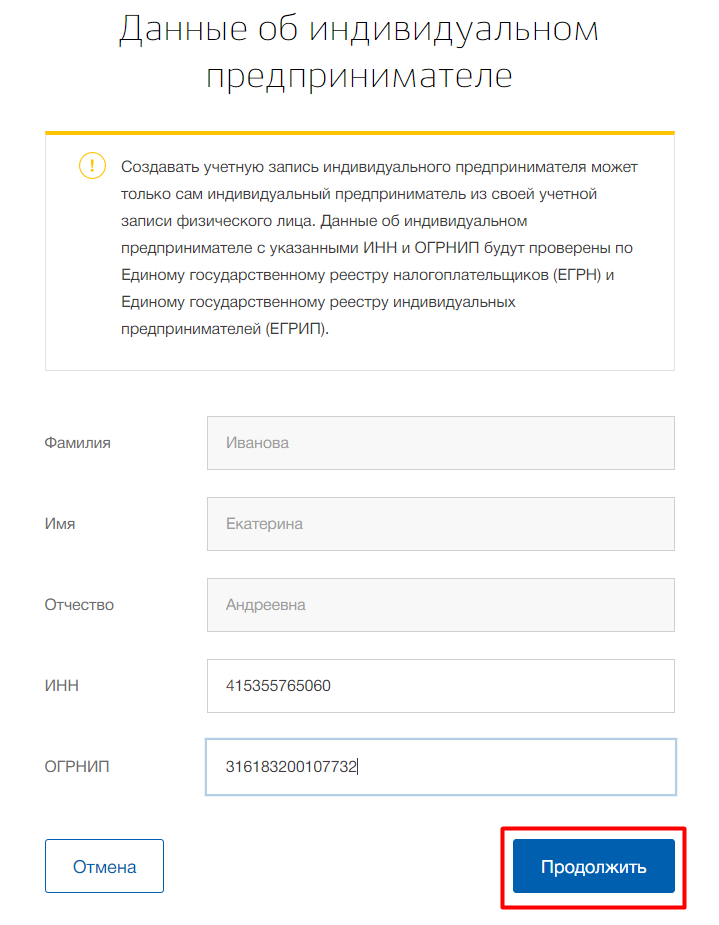 Данные об индивидуальном
предпринимателе
!
Создавать учетную запись индивидуального предпринимателя может
только сам индивидуальный предприниматель из своей учетной
записи физического лица. Данные об индивидуальном
предпринимателе с указанными ИНН и ОГРНИП будут проверены по
Единому государственному реестру налогоплательщиков (ЕГРН) и
Единому государственному реестру индивидуальных
предпринимателей (ЕГРИП).
Фамилия Иванова
Имя Екатерина
Отчество Андреевна
ИНН 415355765060
ОГРНИП 316183200107732
Отмена Продолжить